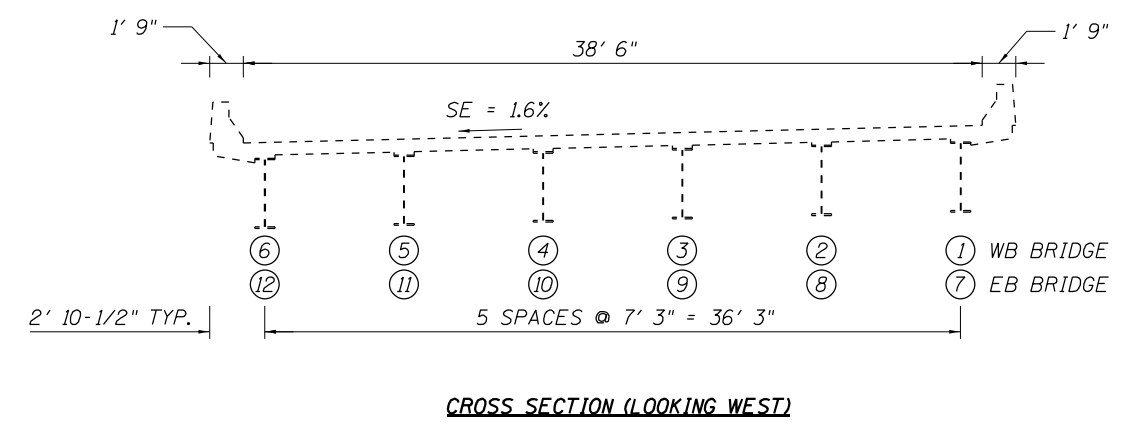 1' 9"
38' 6"
1' 9"
SE = 1.6%
6 5 4 3 2 1 WB BRIDGE
12 11 10 9 8 7 EB BRIDGE
2' 10-1/2" TYP.
5 SPACES @ 7' 3" = 36' 3"
CROSS SECTION (LOOKING WEST)